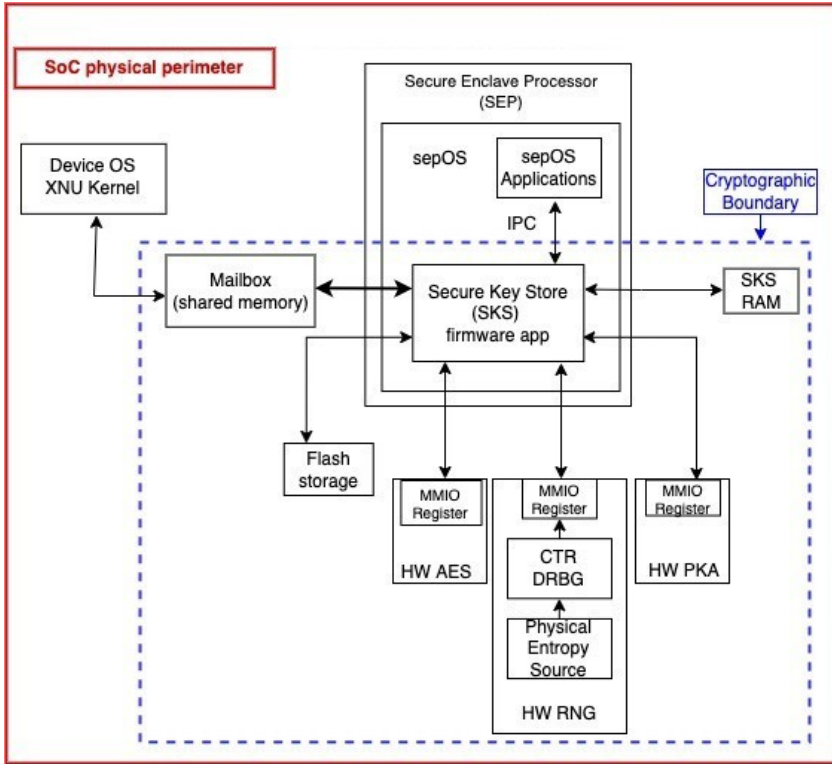 SoC physical perimeter
Secure Enclave Processor
(SEP)
Device OS
XNU Kernel
sepOS
sepOS
Applications
Cryptographic
Boundary
IPC
Mailbox
(shared memory)
Secure Key Store
(SKS)
firmware app
SKS
RAM
Flash
storage
MMIO
Register
HW AES
MMIO
Register
CTR
DRBG
Physical
Entropy
Source
HW RNG
MMIO
Register
HW PKA